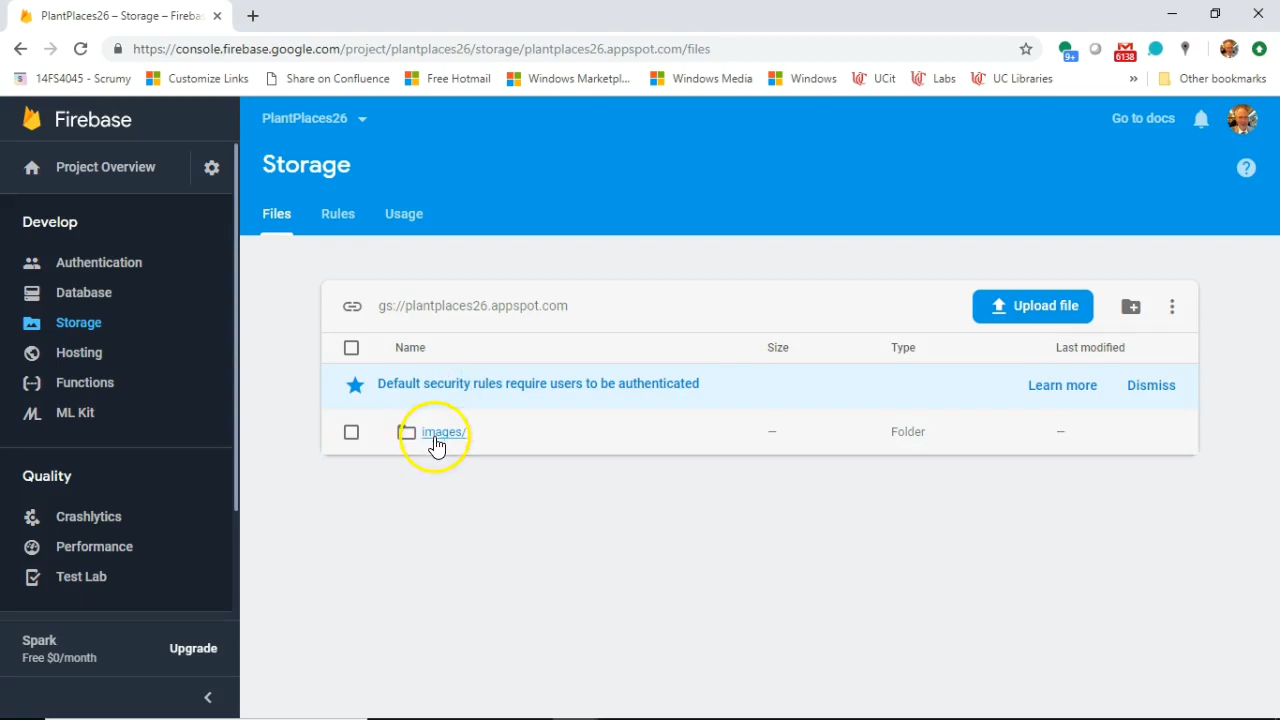 PlantPlaces26 – Storage – Fireba
https://console.firebase.google.com/project/plantplaces26/storage/plantplaces26.appspot.com/files
9+
6138
14FS4045 - Scrumy
Customize Links
Share on Confluence
Free Hotmail
Windows Marketpl...
Windows Media
Windows
UCit
Labs
UC Libraries
»
Other bookmarks
Firebase
PlantPlaces26
Go to docs
Project Overview
Storage
?
Files
Rules
Usage
Develop
Authentication
Database
Storage
Hosting
Functions
ML Kit
gs://plantplaces26.appspot.com
Upload file
Name
Size
Type
Last modified
Default security rules require users to be authenticated
Learn more
Dismiss
images/
—
Folder
—
Quality
Crashlytics
Performance
Test Lab
Spark
Free $0/month
Upgrade